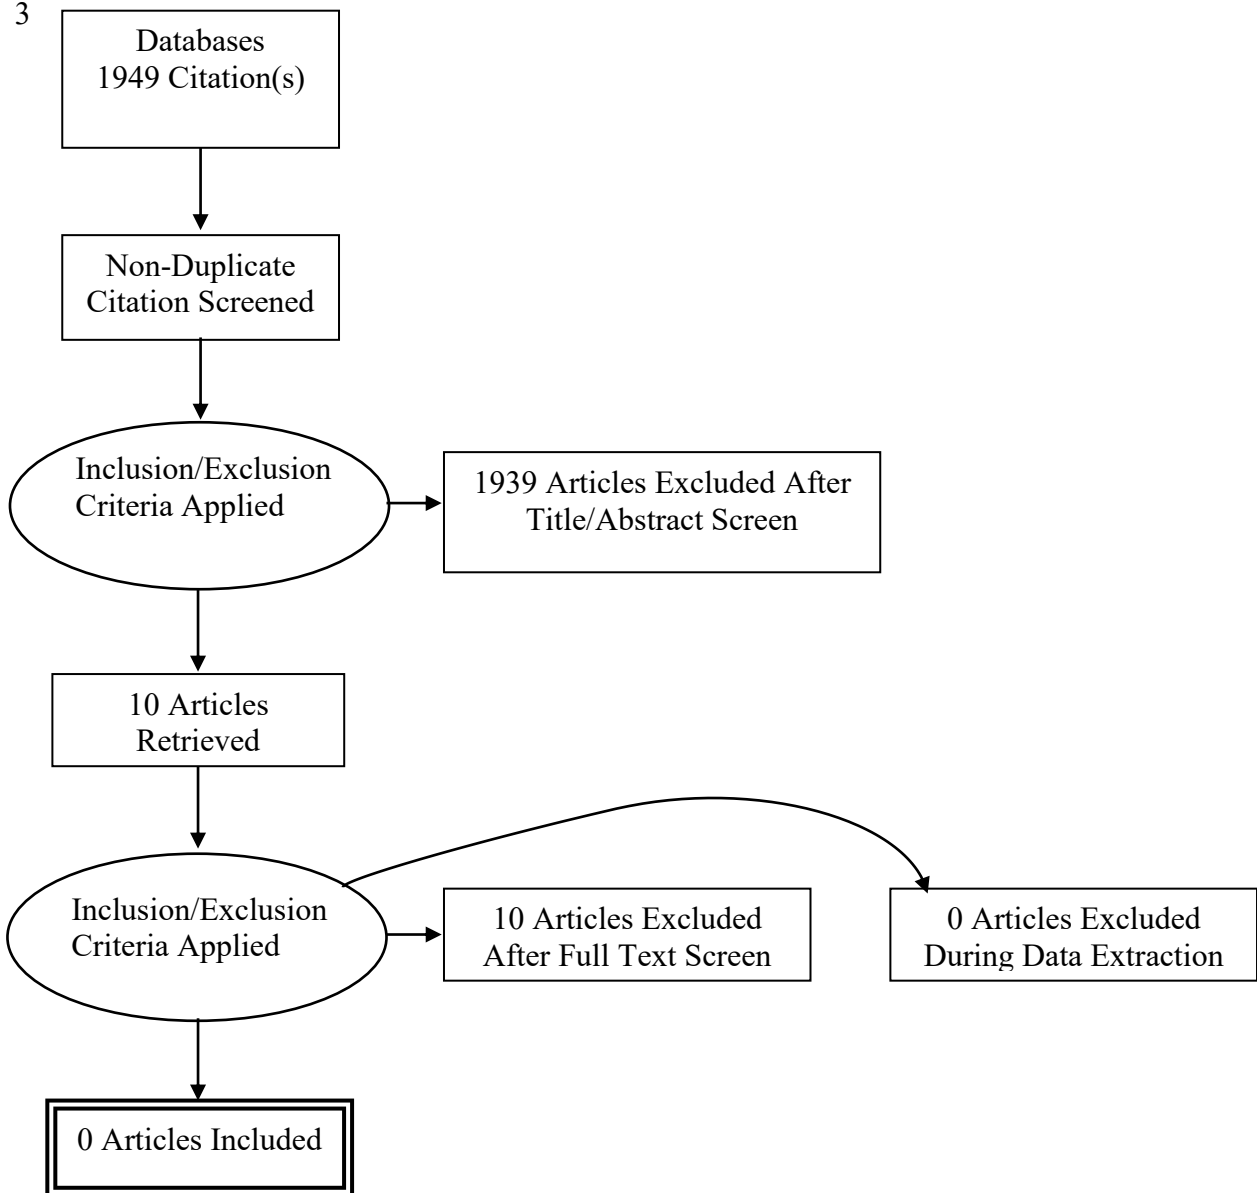 3
Databases
1949 Citation(s)
Non-Duplicate
Citation Screened
Inclusion/Exclusion
Criteria Applied
1939 Articles Excluded After
Title/Abstract Screen
10 Articles
Retrieved
Inclusion/Exclusion
Criteria Applied
10 Articles Excluded
After Full Text Screen
0 Articles Excluded
During Data Extraction
0 Articles Included